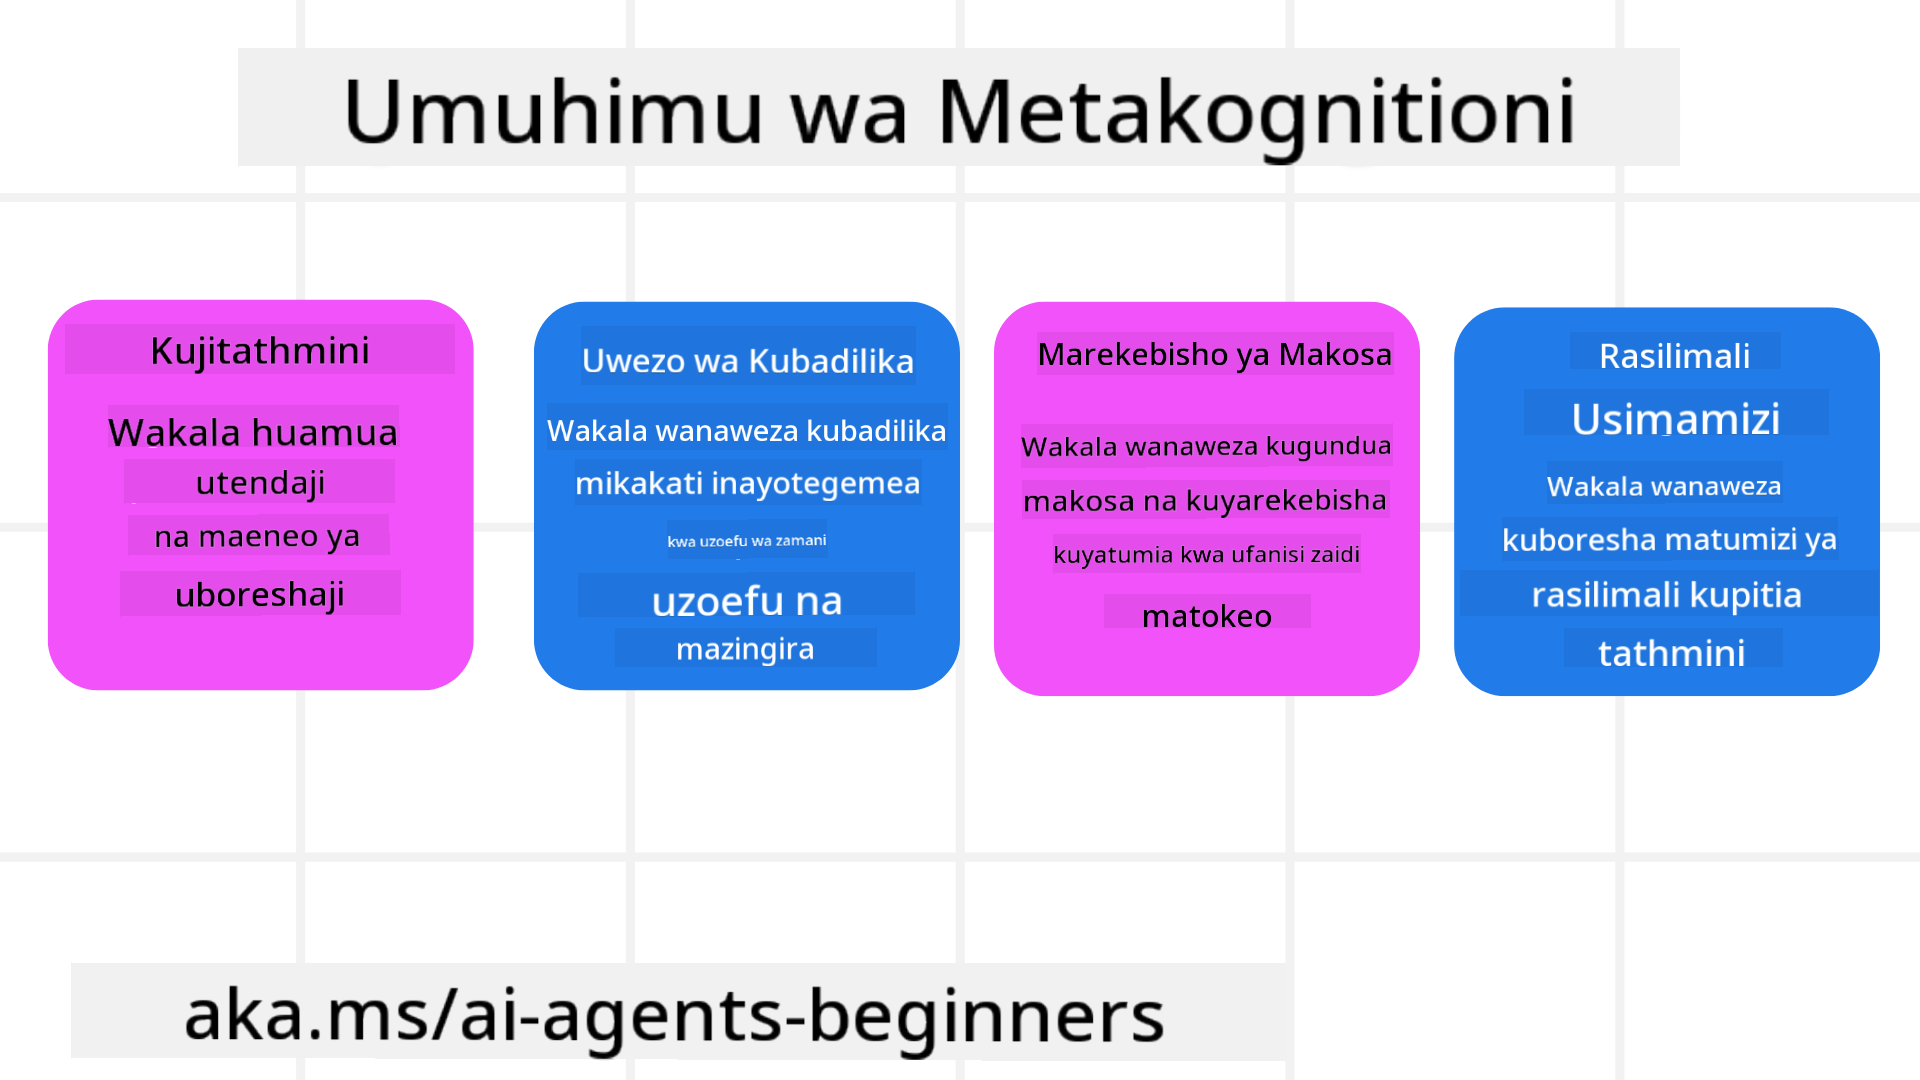 Umuhimu wa Metakognitioni
Kujitathmini
Wakala huamua
utendaji
na maeneo ya
uboreshaji
Uwezo wa Kubadilika
Wakala wanaweza kubadilika
mikakati inayotegemea
kwa uzoefu wa zamani
uzoefu na
mazingira
Marekebisho ya Makosa
Wakala wanaweza kugundua
makosa na kuyarekebisha
kuyatumia kwa ufanisi zaidi
matokeo
Rasilimali
Usimamizi
Wakala wanaweza
kuboresha matumizi ya
rasilimali kupitia
tathmini
aka.ms/ai-agents-beginners